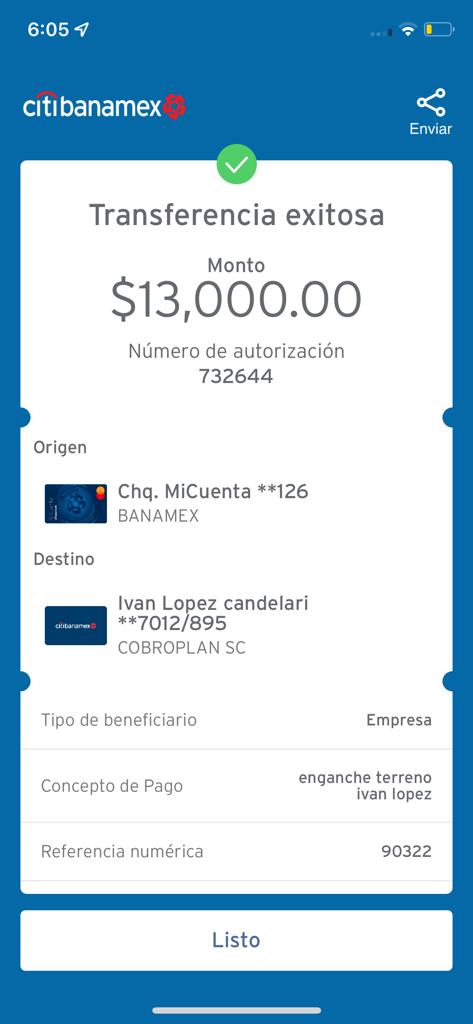 6:05
citibanamex
Enviar
Transferencia exitosa
Monto
$13,000.00
Número de autorización
732644
Origen
Chq. MiCuenta **126
BANAMEX
Destino
Ivan Lopez candelari
**7012/895
citibanamex
COBROPLAN SC
Tipo de beneficiario
Empresa
Concepto de Pago
enganche terreno
ivan lopez
Referencia numérica
90322
Listo